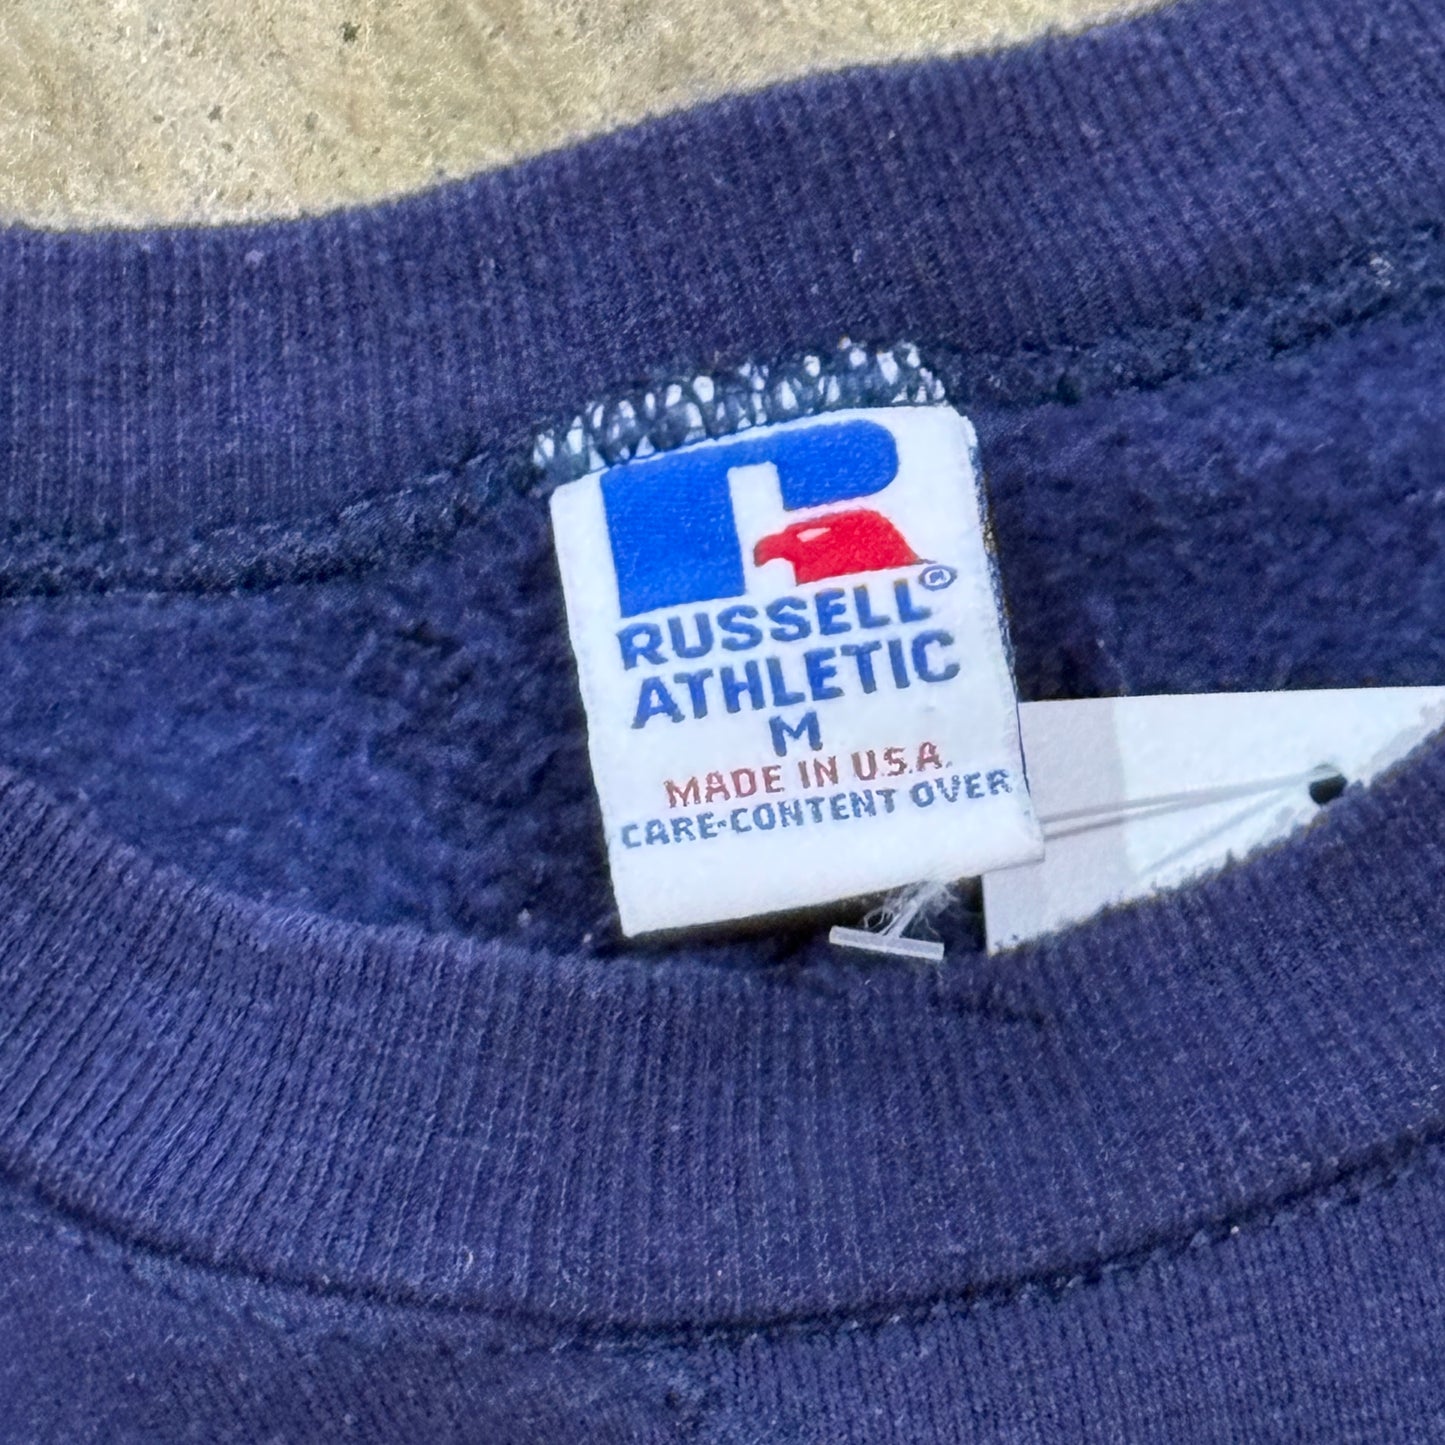 RUSSELL®
ATHLETIC
M
MADE IN U.S.A.
CARE-CONTENT OVER